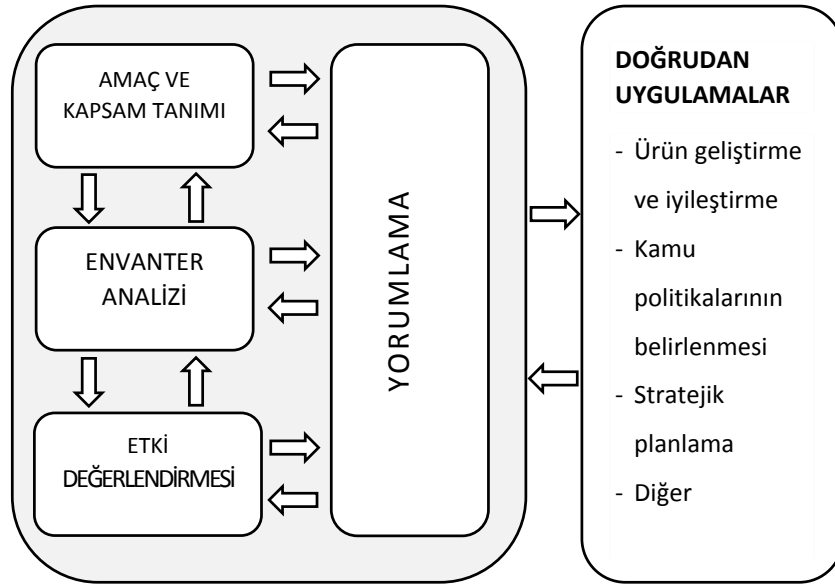 AMAÇ VE
KAPSAM TANIMI
ENVANTER
ANALİZİ
ETKİ
DEĞERLENDİRMESİ
YORUMLAMA
DOĞRUDAN
UYGULAMALAR
- Ürün geliştirme
ve iyileştirme
- Kamu
politikalarının
belirlenmesi
- Stratejik
planlama
- Diğer